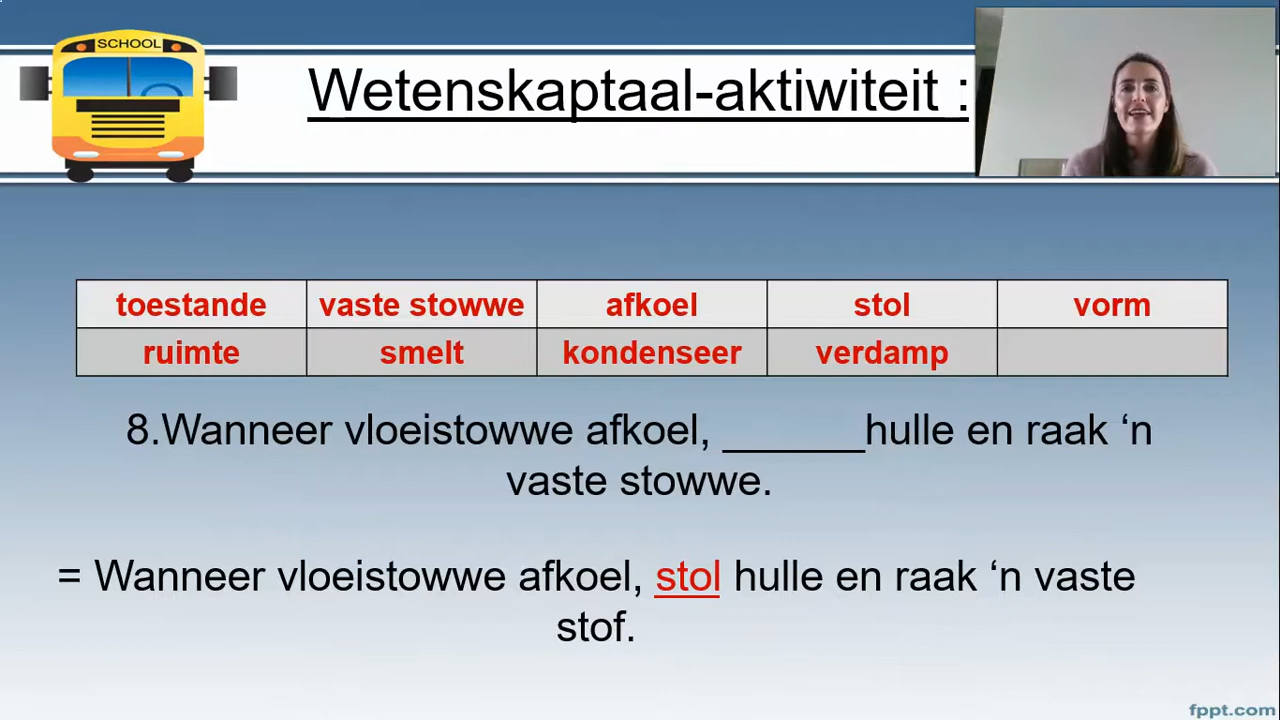 SCHOOL
Wetenskaptaal-aktiwiteit :
toestande vaste stowwe afkoel stol vorm
ruimte smelt kondenseer verdamp
8.Wanneer vloeistowwe afkoel, ______hulle en raak ‘n
vaste stowwe.
= Wanneer vloeistowwe afkoel, stol hulle en raak ‘n vaste
stof.
fppt.com